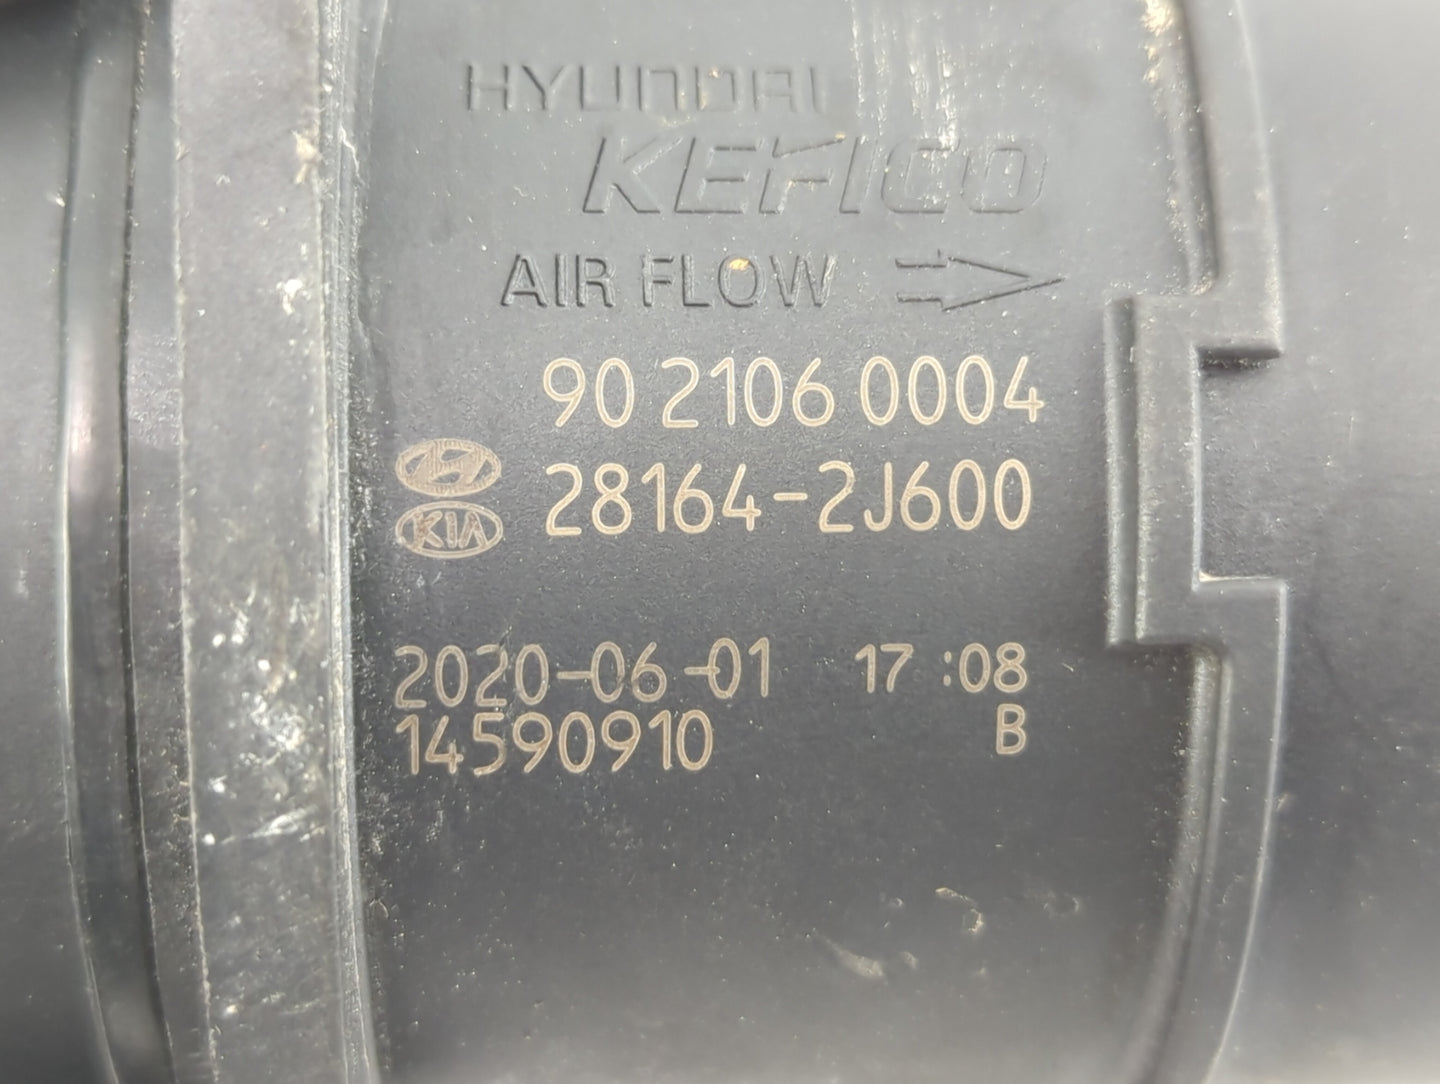 HYUNDAI
KEFICO
AIR FLOW
90 2106 0004
KIA 28164-2J600
2020-06-01 17:08
14590910 B